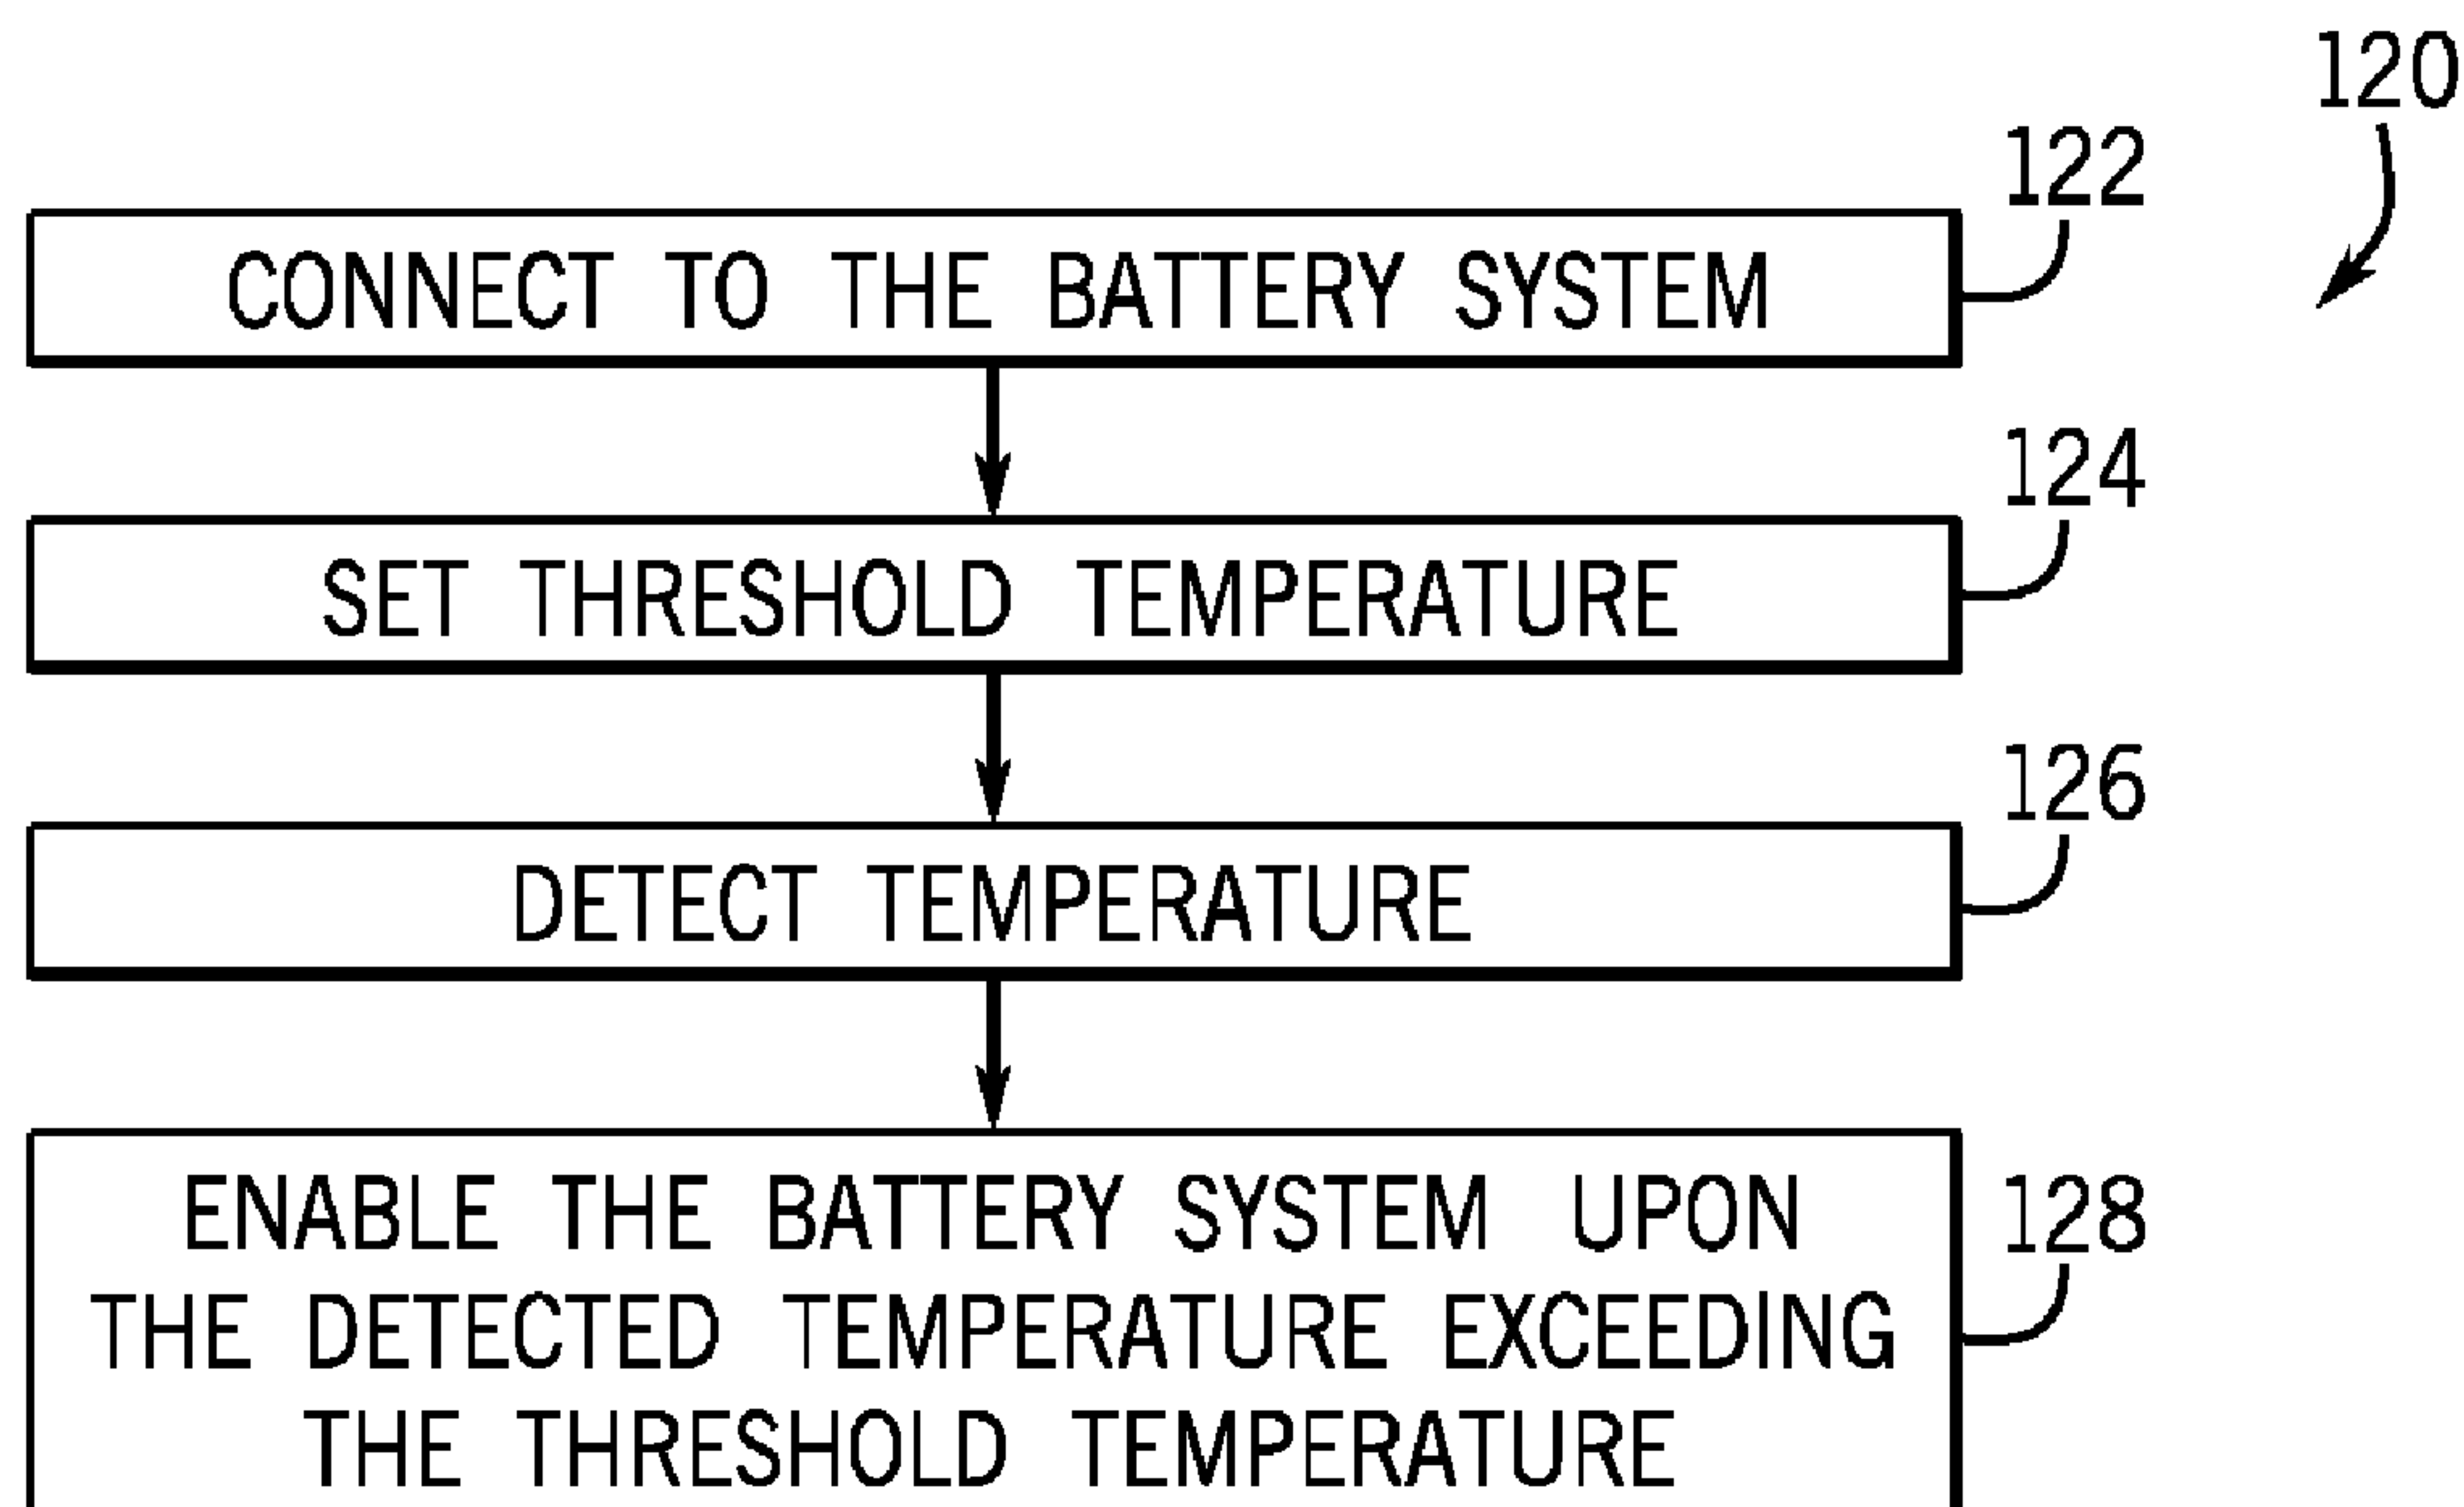 120
122
CONNECT TO THE BATTERY SYSTEM
124
SET THRESHOLD TEMPERATURE
126
DETECT TEMPERATURE
128
ENABLE THE BATTERY SYSTEM UPON
THE DETECTED TEMPERATURE EXCEEDING
THE THRESHOLD TEMPERATURE